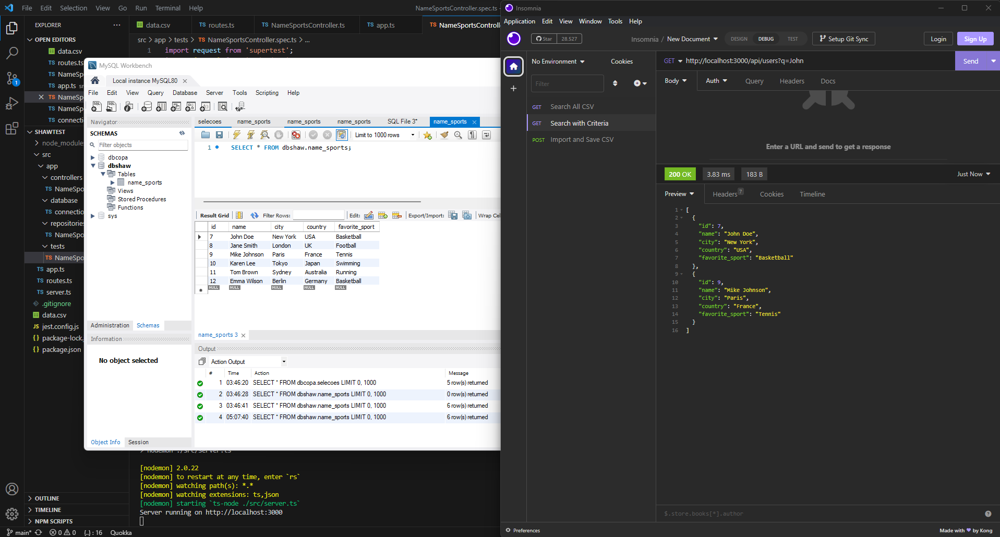 File Edit Selection View Go Run Terminal Help
NameSportsController.spec.ts -
EXPLORER ...
OPEN EDITORS
data.csv
TS routes.ts
TS NameSp
TS app.ts src
TS NameSp
TS NameSp
TS connectio
SHAWTEST
node_module
src
app
controllers
TS NameSpo
database
TS connectio
repositories
TS NameSpo
tests
TS NameSpo
TS app.ts
TS routes.ts
TS server.ts
.gitignore
data.csv
JS jest.config.js
{} package-lock.
{} package.json
OUTLINE
TIMELINE
NPM SCRIPTS
1
main* 0 0 {..} : 16 Quokka
data.csv TS routes.ts TS NameSportsController.ts TS app.ts TS NameSportsControll
src > app > tests > TS NameSportsController.spec.ts > ...
1 import request from 'supertest';
MySQL Workbench
Local instance MySQL80
File Edit View Query Database Server Tools Scripting Help
Navigator
SCHEMAS
Filter objects
dbcopa
dbshaw
Tables
name_sports
Views
Stored Procedures
Functions
sys
Administration Schemas
Information
No object selected
Object Info Session
selecoes name_sports name_sports name_sports SQL File 3* name_sports
Limit to 1000 rows
1 SELECT * FROM dbshaw.name_sports;
Result Grid Filter Rows: Edit: Export/Import: Wrap Cel
id name city country favorite_sport
7 John Doe New York USA Basketball
8 Jane Smith London UK Football
9 Mike Johnson Paris France Tennis
10 Karen Lee Tokyo Japan Swimming
11 Tom Brown Sydney Australia Running
12 Emma Wilson Berlin Germany Basketball
NULL NULL NULL NULL NULL
name_sports 3
Output
Action Output
# Time Action Message
1 03:46:20 SELECT * FROM dbcopa.selecoes LIMIT 0, 1000 5 row(s) returned
2 03:46:28 SELECT * FROM dbshaw.name_sports LIMIT 0, 1000 0 row(s) returned
3 03:46:41 SELECT * FROM dbshaw.name_sports LIMIT 0, 1000 6 row(s) returned
4 05:07:40 SELECT * FROM dbshaw.name_sports LIMIT 0, 1000 6 row(s) returned
> nodemon ./src/server.ts
[nodemon] 2.0.22
[nodemon] to restart at any time, enter `rs`
[nodemon] watching path(s): *.*
[nodemon] watching extensions: ts,json
[nodemon] starting `ts-node ./src/server.ts`
Server running on http://localhost:3000
Insomnia
Application Edit View Window Tools Help
Star 28.527
Insomnia / New Document
DESIGN DEBUG TEST
Setup Git Sync
Login Sign Up
No Environment Cookies
Filter
GET Search All CSV
GET Search with Criteria
POST Import and Save CSV
GET http://localhost:3000/api/users?q=John Send
Body Auth Query Headers Docs
Enter a URL and send to get a response
200 OK 3.83 ms 183 B Just Now
Preview Headers 7 Cookies Timeline
1 [
2 {
3 "id": 7,
4 "name": "John Doe",
5 "city": "New York",
6 "country": "USA",
7 "favorite_sport": "Basketball"
8 },
9 {
10 "id": 9,
11 "name": "Mike Johnson",
12 "city": "Paris",
13 "country": "France",
14 "favorite_sport": "Tennis"
15 }
16 ]
$.store.books[*].author
Preferences
Made with by Kong